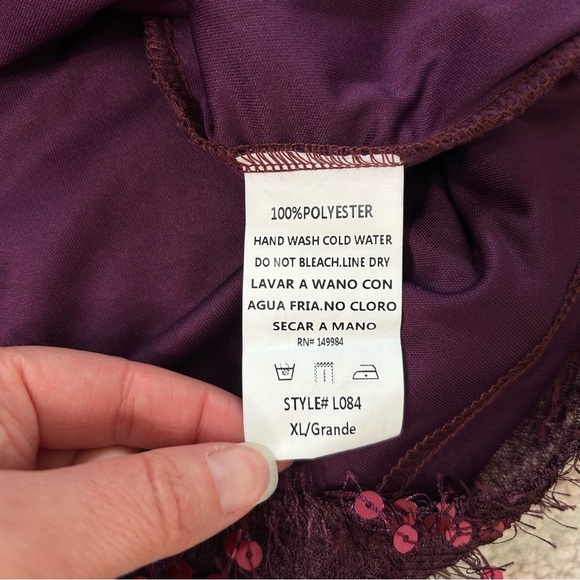 100%POLYESTER
HAND WASH COLD WATER
DO NOT BLEACH.LINE DRY
LAVAR A WANO CON
AGUA FRIA.NO CLORO
SECAR A MANO
RN# 149984
STYLE# L084
XL/Grande